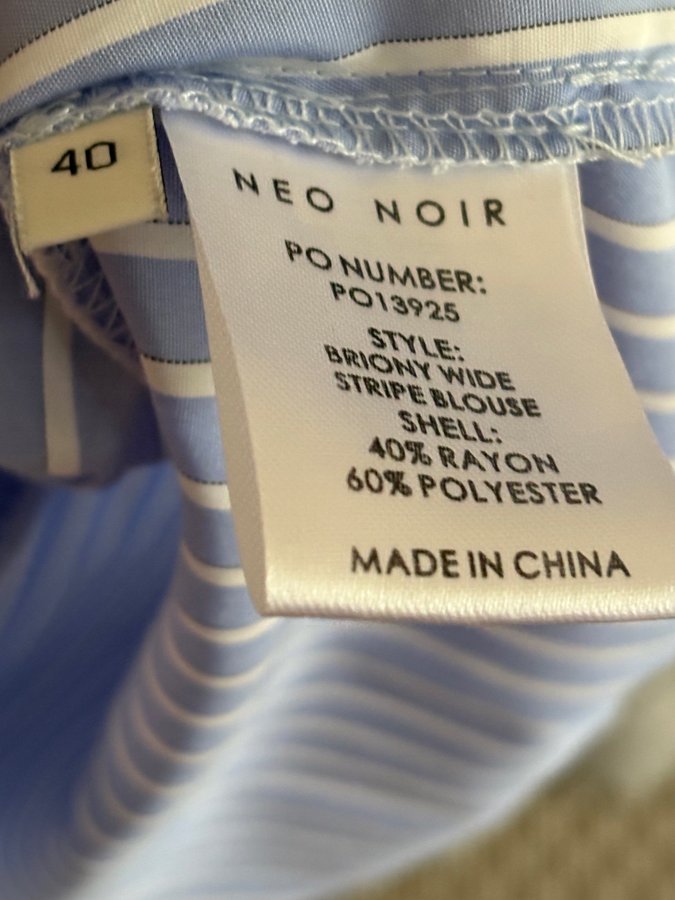 40
NEO NOIR
PO NUMBER:
PO13925
STYLE:
BRIONY WIDE
STRIPE BLOUSE
SHELL:
40% RAYON
60% POLYESTER
MADE IN CHINA